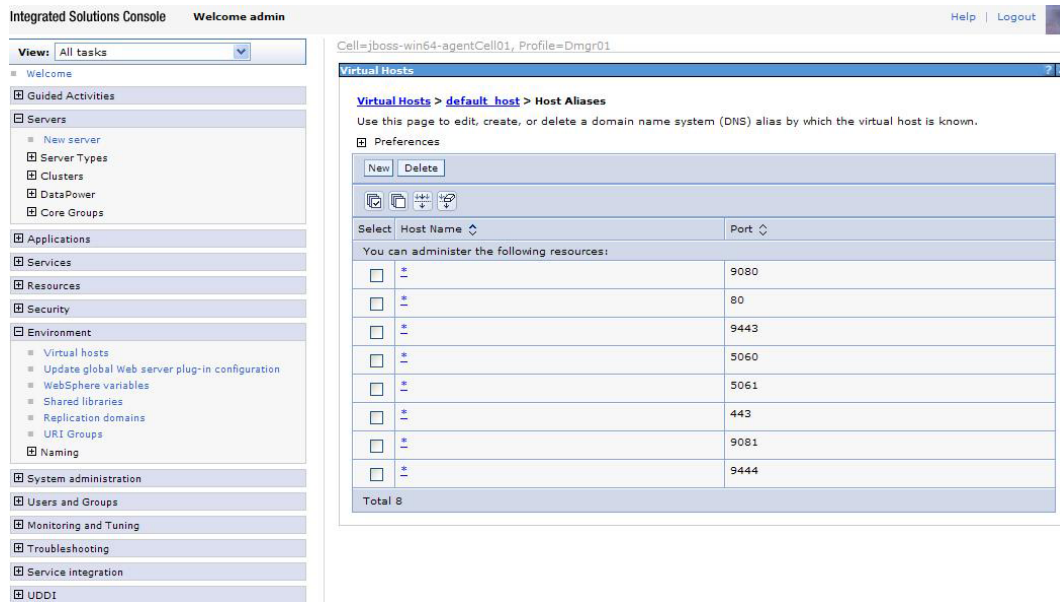 Integrated Solutions Console Welcome admin
Help | Logout
View: All tasks
Welcome
Guided Activities
Servers
New server
Server Types
Clusters
DataPower
Core Groups
Applications
Services
Resources
Security
Environment
Virtual hosts
Update global Web server plug-in configuration
WebSphere variables
Shared libraries
Replication domains
URI Groups
Naming
System administration
Users and Groups
Monitoring and Tuning
Troubleshooting
Service integration
UDDI
Cell=jboss-win64-agentCell01, Profile=Dmgr01
Virtual Hosts ?
Virtual Hosts > default_host > Host Aliases
Use this page to edit, create, or delete a domain name system (DNS) alias by which the virtual host is known.
Preferences
New Delete
Select Host Name Port
You can administer the following resources:
* 9080
* 80
* 9443
* 5060
* 5061
* 443
* 9081
* 9444
Total 8